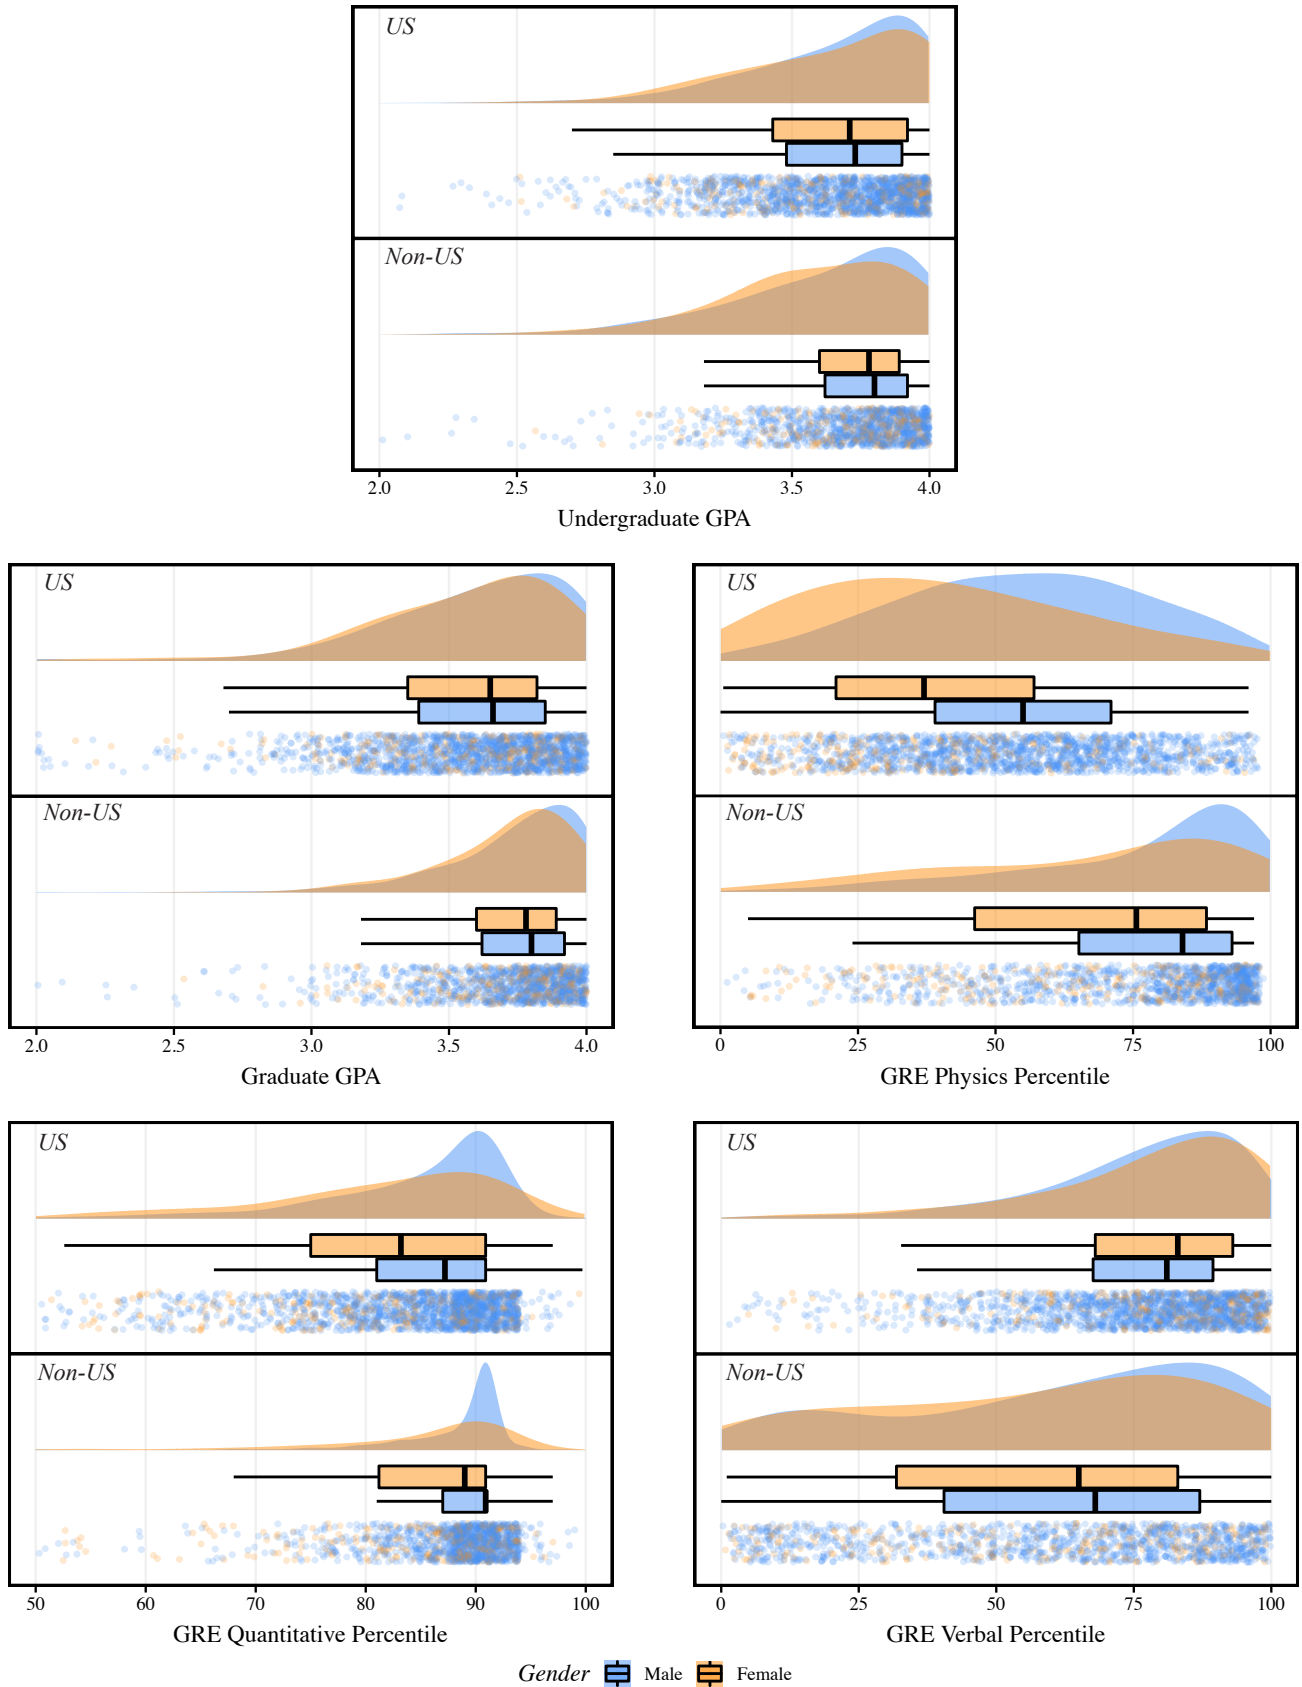 US
Non-US
2.0 2.5 3.0 3.5 4.0
Undergraduate GPA
US
Non-US
2.0 2.5 3.0 3.5 4.0
Graduate GPA
US
Non-US
0 25 50 75 100
GRE Physics Percentile
US
Non-US
50 60 70 80 90 100
GRE Quantitative Percentile
US
Non-US
0 25 50 75 100
GRE Verbal Percentile
Gender Male Female